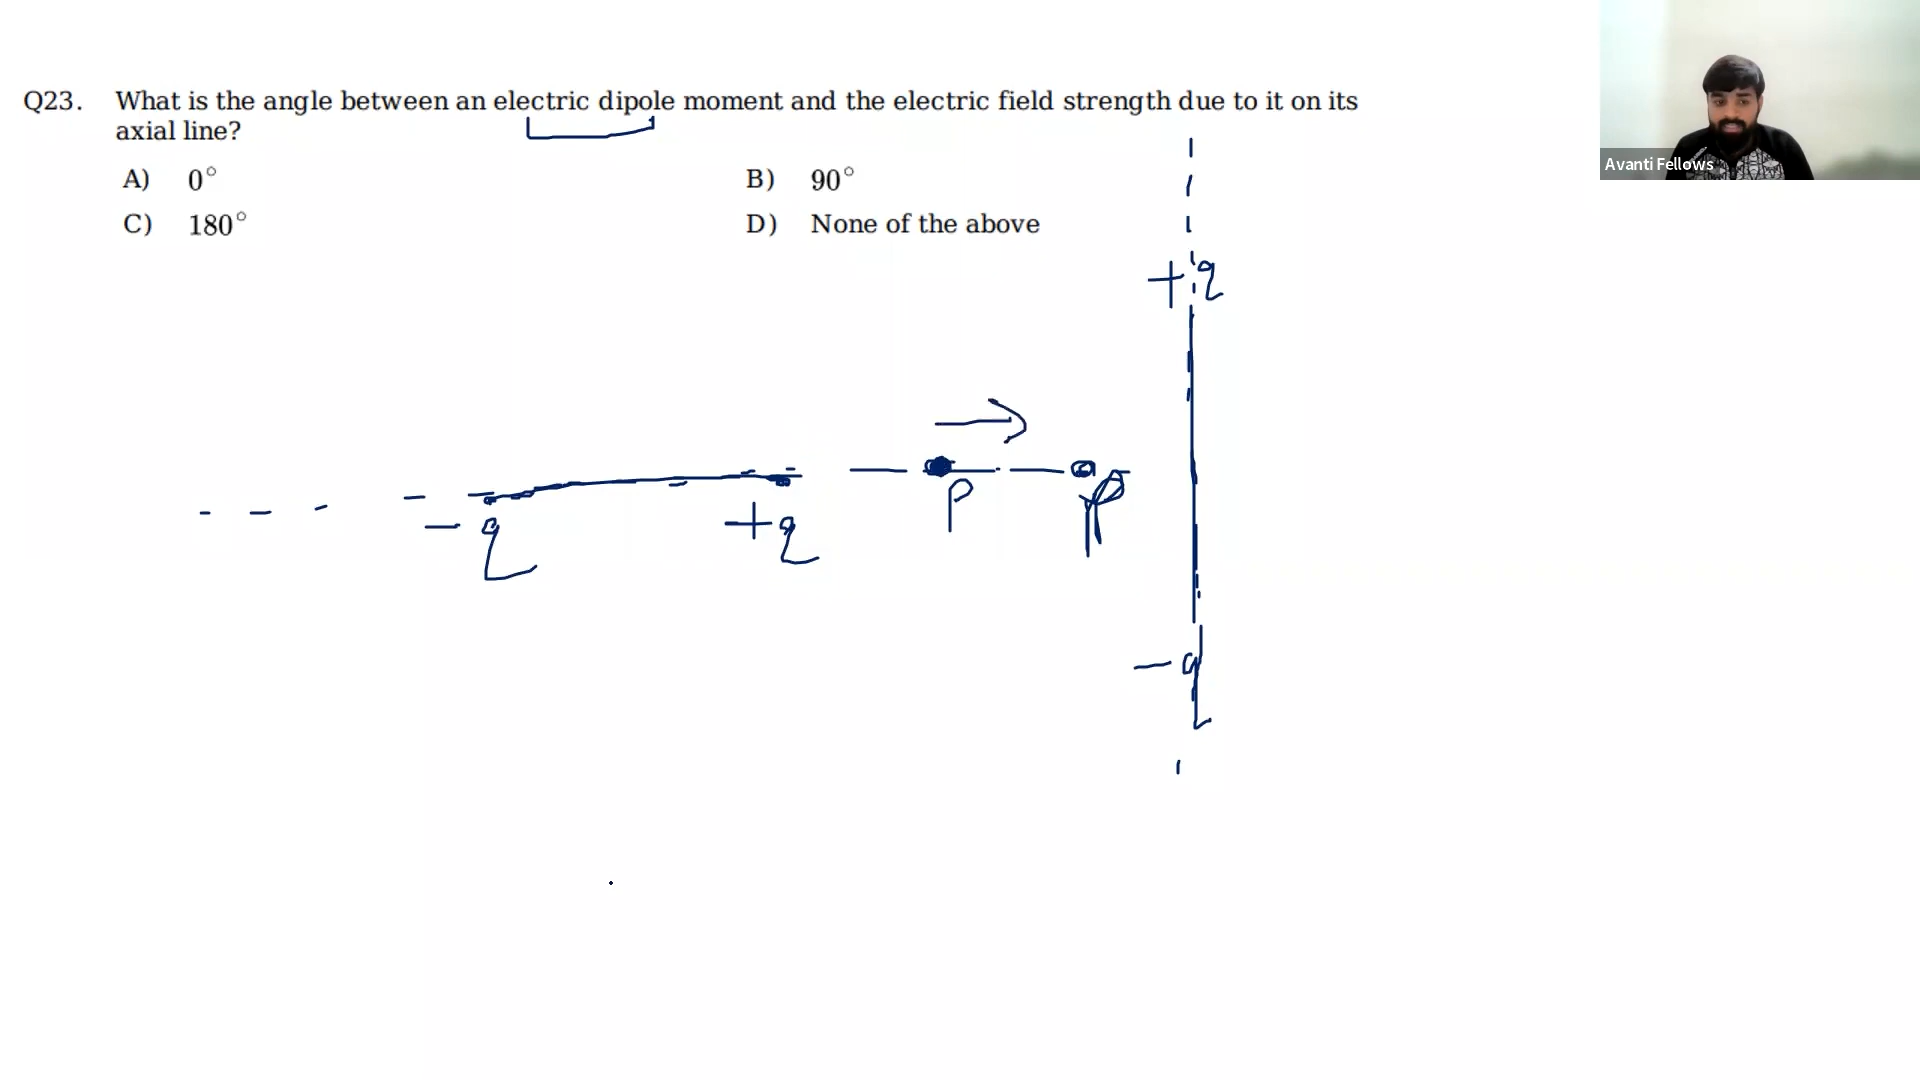 Q23. What is the angle between an electric dipole moment and the electric field strength due to it on its
axial line?
A) 0° B) 90°
C) 180° D) None of the above
Avanti Fellows
+q
P
-q +q
-q